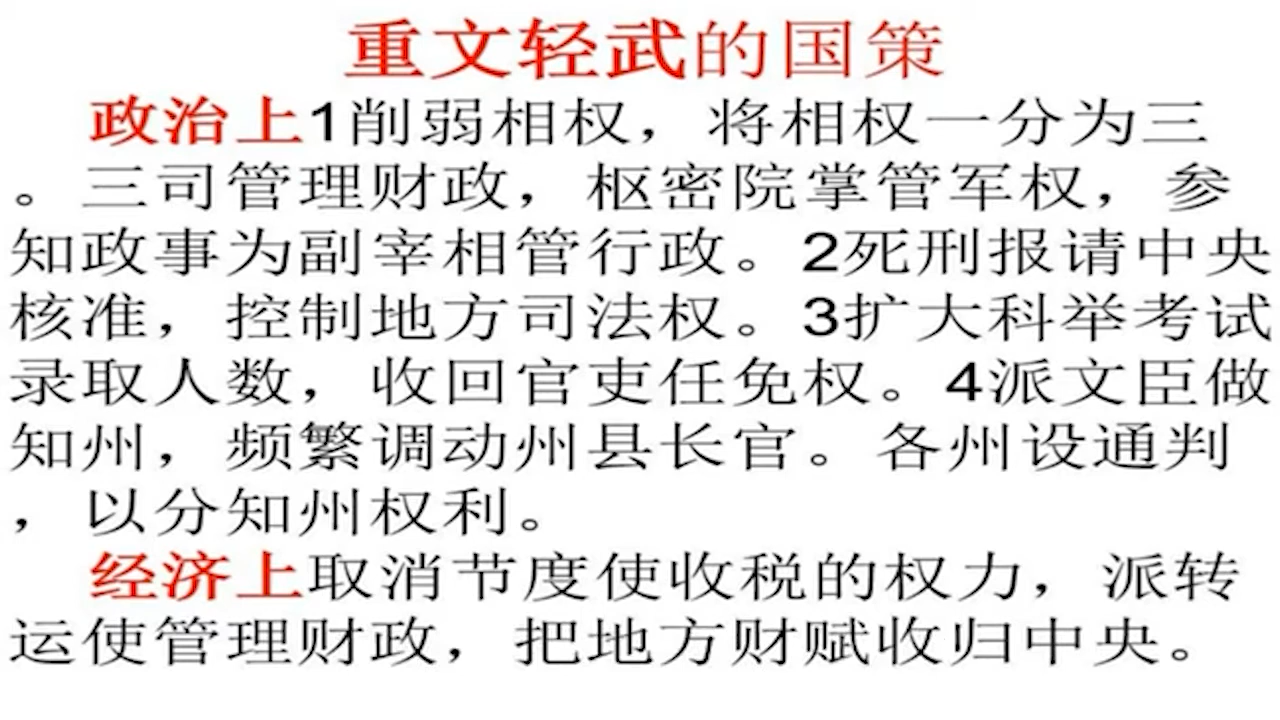 重文轻武的国策
政治上1削弱相权，将相权一分为三
。三司管理财政，枢密院掌管军权，参
知政事为副宰相管行政。2死刑报请中央
核准，控制地方司法权。3扩大科举考试
录取人数，收回官吏任免权。4派文臣做
知州，频繁调动州县长官。各州设通判
，以分知州权利。
经济上取消节度使收税的权力，派转
运使管理财政，把地方财赋收归中央。